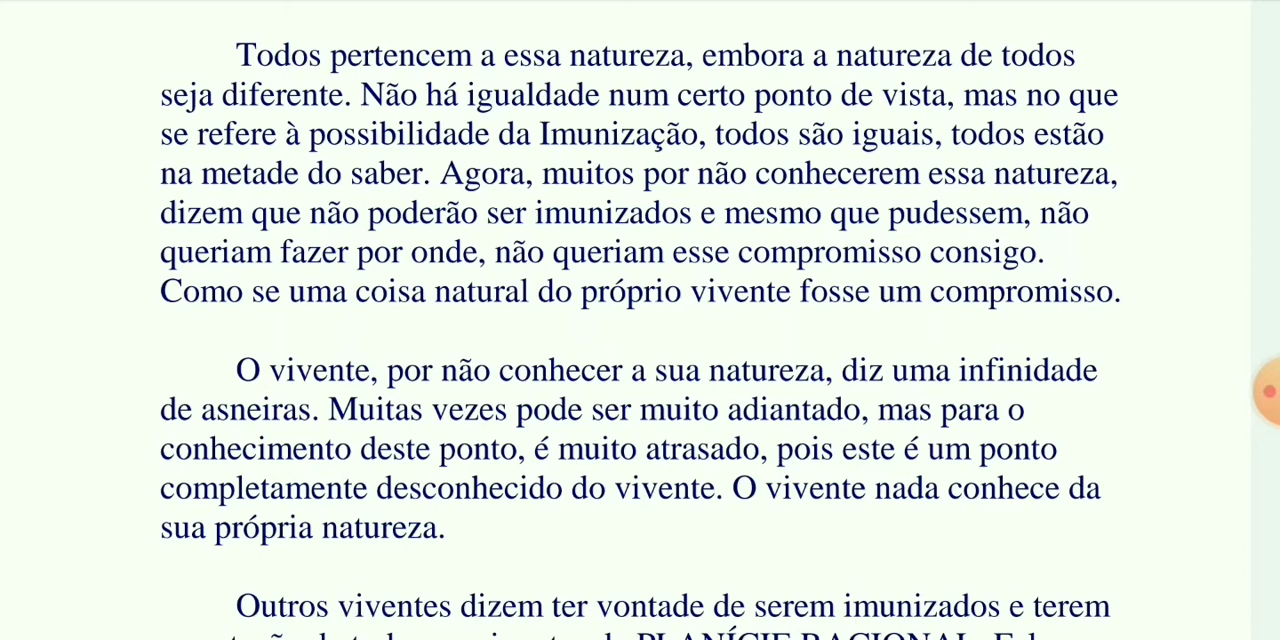 Todos pertencem a essa natureza, embora a natureza de todos
seja diferente. Não há igualdade num certo ponto de vista, mas no que
se refere à possibilidade da Imunização, todos são iguais, todos estão
na metade do saber. Agora, muitos por não conhecerem essa natureza,
dizem que não poderão ser imunizados e mesmo que pudessem, não
queriam fazer por onde, não queriam esse compromisso consigo.
Como se uma coisa natural do próprio vivente fosse um compromisso.
O vivente, por não conhecer a sua natureza, diz uma infinidade
de asneiras. Muitas vezes pode ser muito adiantado, mas para o
conhecimento deste ponto, é muito atrasado, pois este é um ponto
completamente desconhecido do vivente. O vivente nada conhece da
sua própria natureza.
Outros viventes dizem ter vontade de serem imunizados e terem
PLANÍCIE RACIONAL